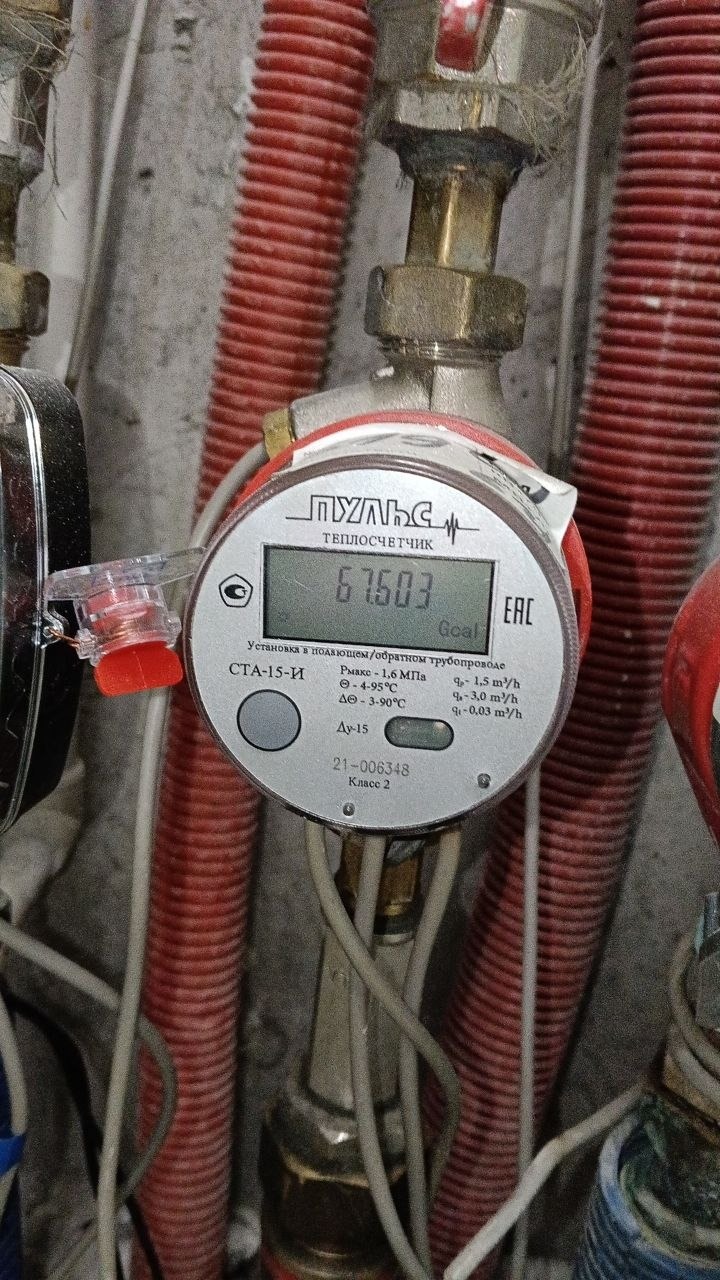 ПУЛЬС
ТЕПЛОСЧЕТЧИК
67.603
Gcal
ЕАС
Установка в подающем/обратном трубопроводе
СТА-15-И
Рмакс - 1,6 МПа
Θ - 4-95°C
ΔΘ - 3-90°C
qₚ- 1,5 m³/h
qₛ-3,0 m³/h
qᵢ-0,03 m³/h
Ду-15
21-006348
Класс 2